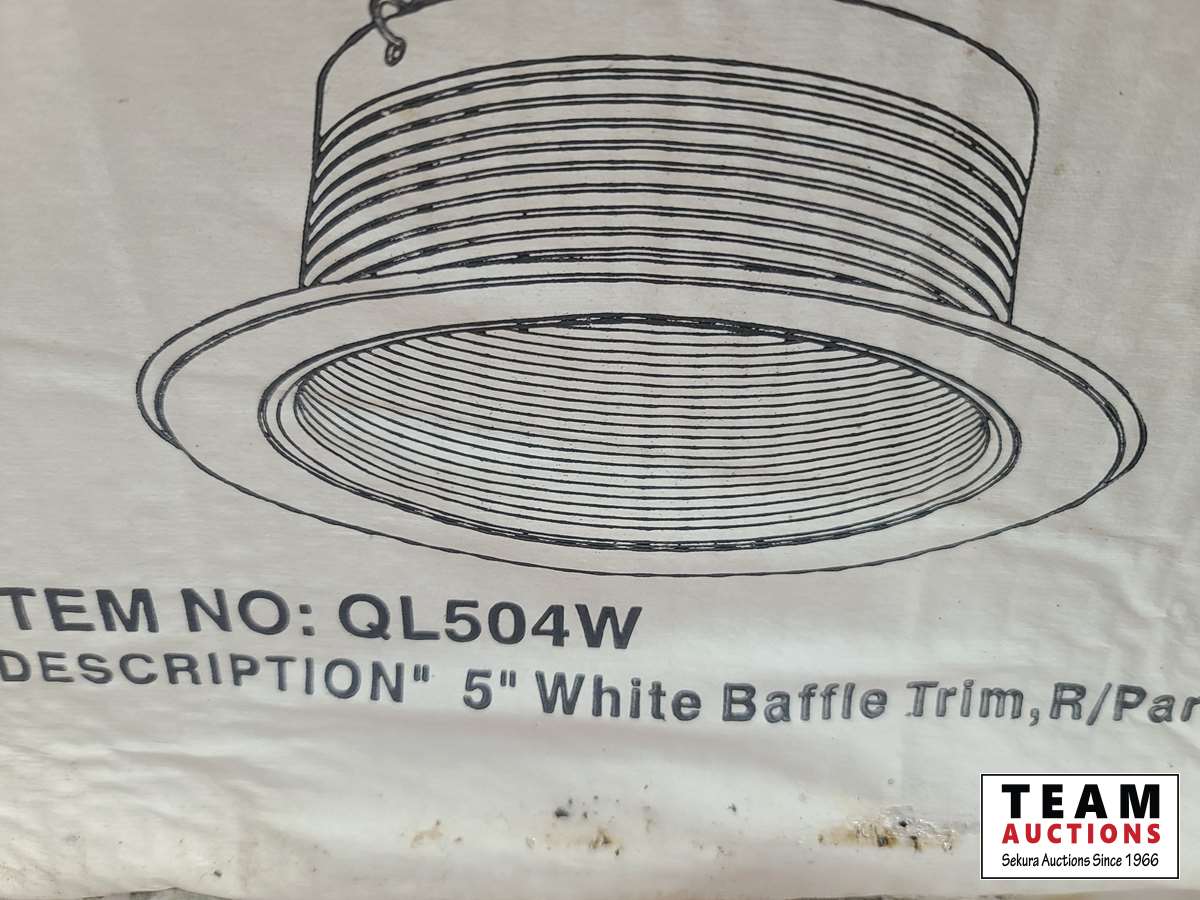 TEM NO: QL504W
DESCRIPTION" 5" White Baffle Trim,R/Par
TEAM
AUCTIONS
Sekura Auctions Since 1966